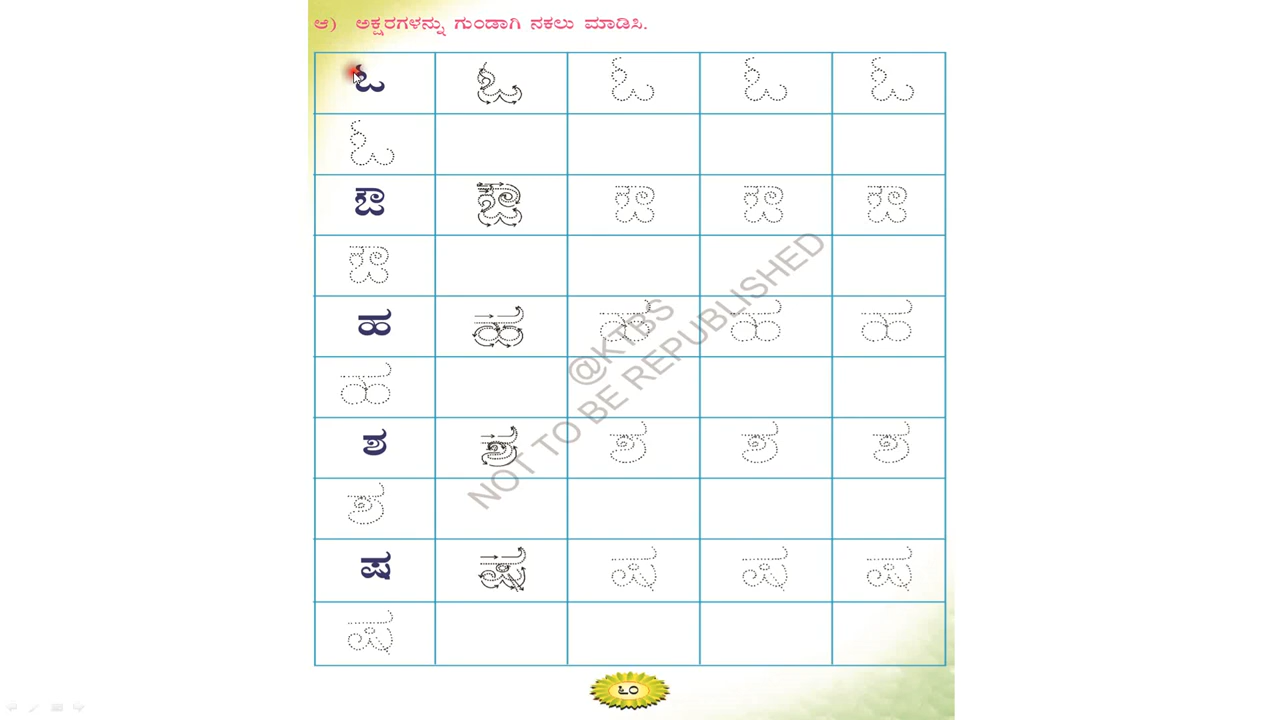 ಆ) ಅಕ್ಷರಗಳನ್ನು ಗುಂಡಾಗಿ ನಕಲು ಮಾಡಿಸಿ.
ಓ ಓ ಓ ಓ ಓ
ಓ
ಔ ಔ ಔ ಔ ಔ
ಔ
ಹ ಹ ಹ ಹ ಹ
ಹ
ಶ ಶ ಶ ಶ ಶ
ಶ
ಷ ಷ ಷ ಷ ಷ
ಷ
@KTBS
NOT TO BE REPUBLISHED
೬೦